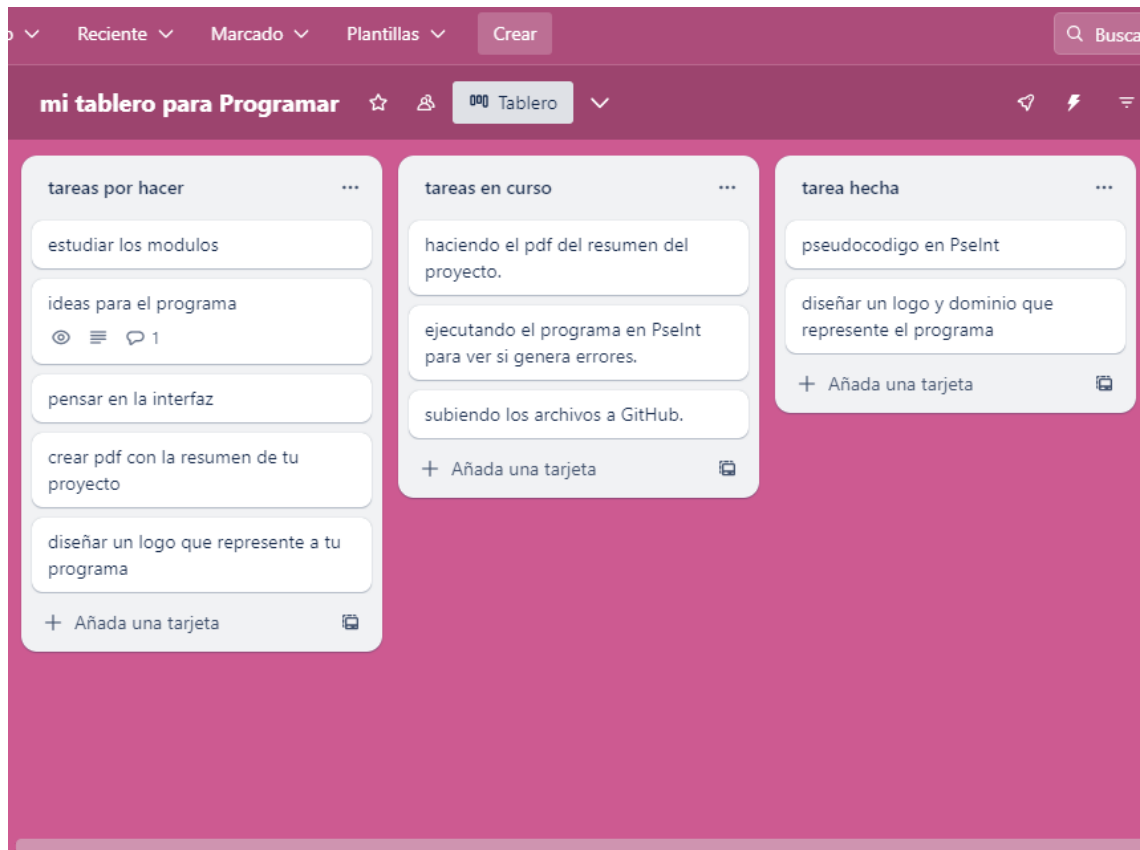 Reciente
Marcado
Plantillas
Crear
mi tablero para Programar
Tablero
tareas por hacer
estudiar los modulos
ideas para el programa
1
pensar en la interfaz
crear pdf con la resumen de tu
proyecto
diseñar un logo que represente a tu
programa
Añada una tarjeta
tareas en curso
haciendo el pdf del resumen del
proyecto.
ejecutando el programa en PseInt
para ver si genera errores.
subiendo los archivos a GitHub.
Añada una tarjeta
tarea hecha
pseudocodigo en PseInt
diseñar un logo y dominio que
represente el programa
Añada una tarjeta